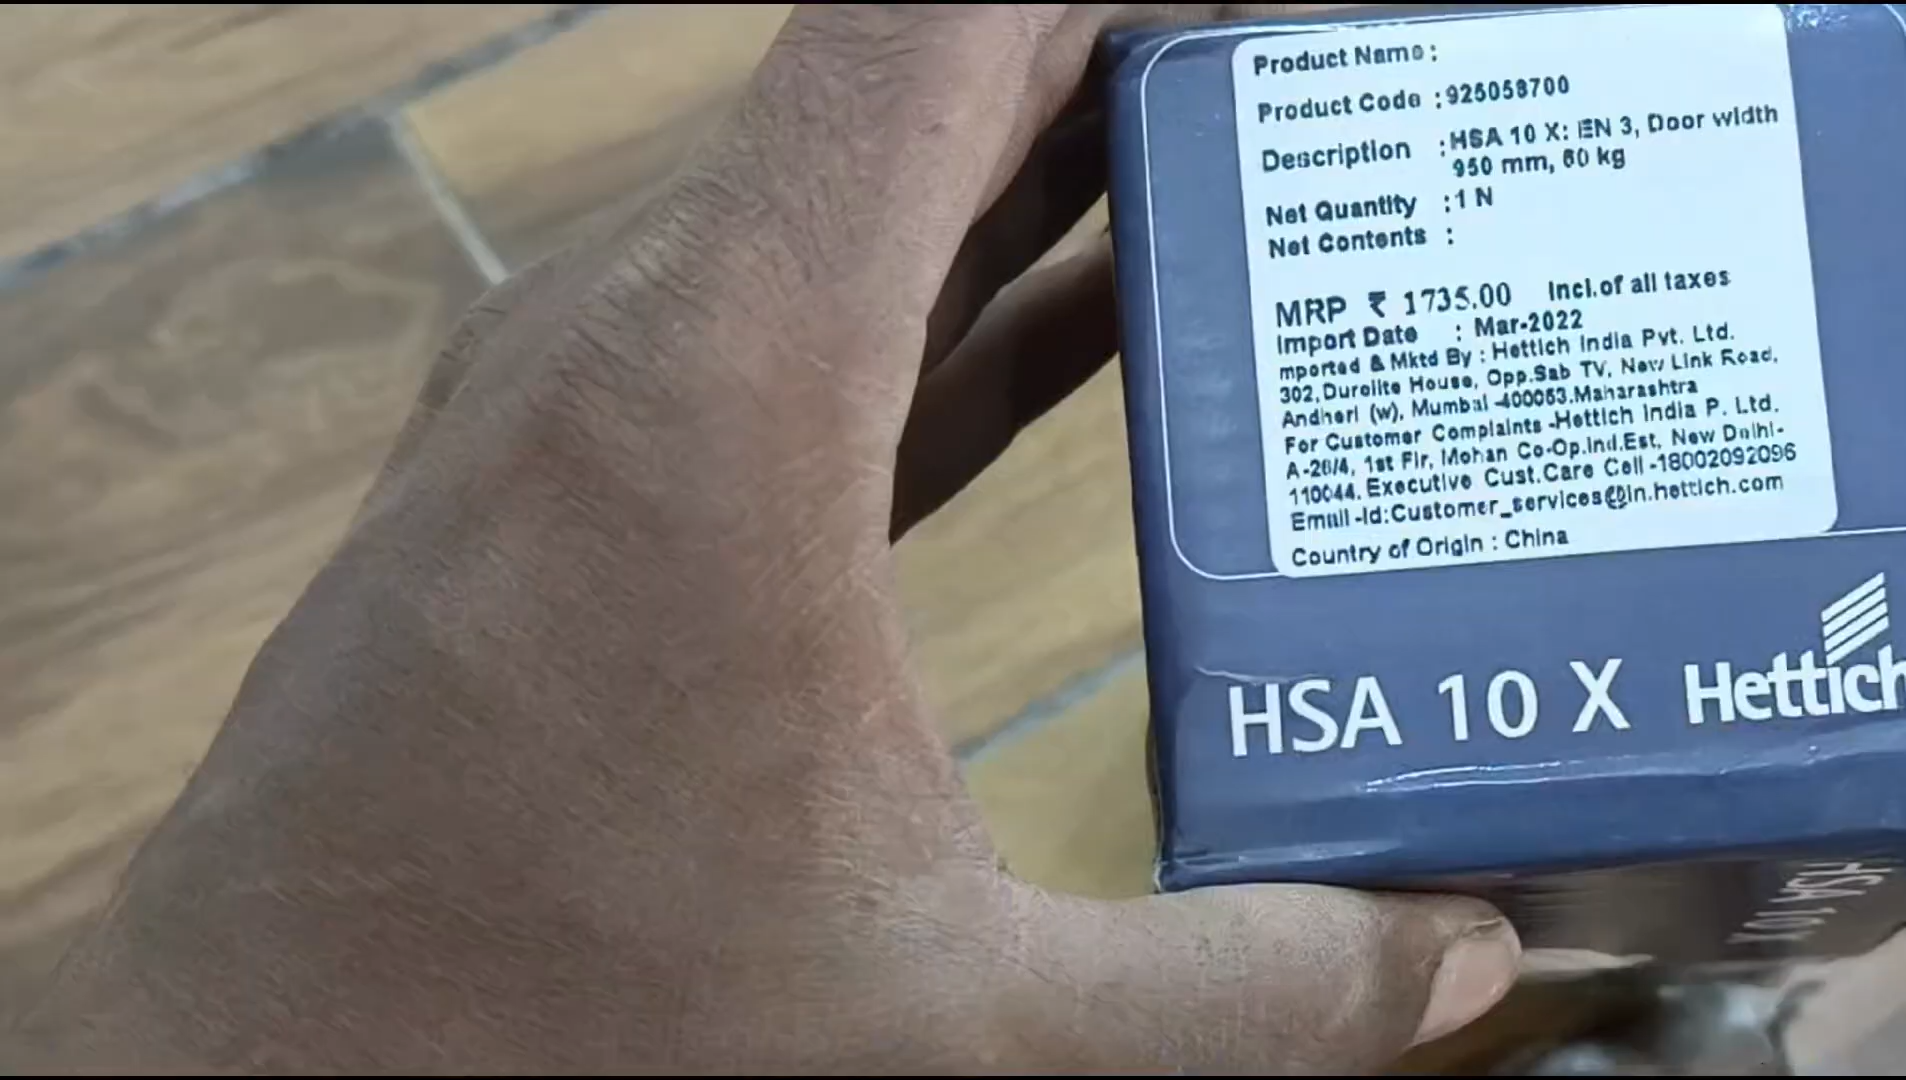 Product Name :
Product Code : 925058700
Description : HSA 10 X: EN 3, Door width
950 mm, 60 kg
Net Quantity : 1 N
Net Contents :
MRP ₹ 1735.00 Incl.of all taxes
Import Date : Mar-2022
mported & Mktd By : Hettich India Pvt. Ltd.
302,Durolite House, Opp.Sab TV, New Link Road,
Andheri (w), Mumbai -400053.Maharashtra
For Customer Complaints -Hettich India P. Ltd.
A-26/4, 1st Flr, Mohan Co-Op.Ind.Est, New Delhi-
110044. Executive Cust.Care Cell -18002092096
Email -Id:Customer_services@in.hettich.com
Country of Origin : China
HSA 10 X Hettich
HSA 10X